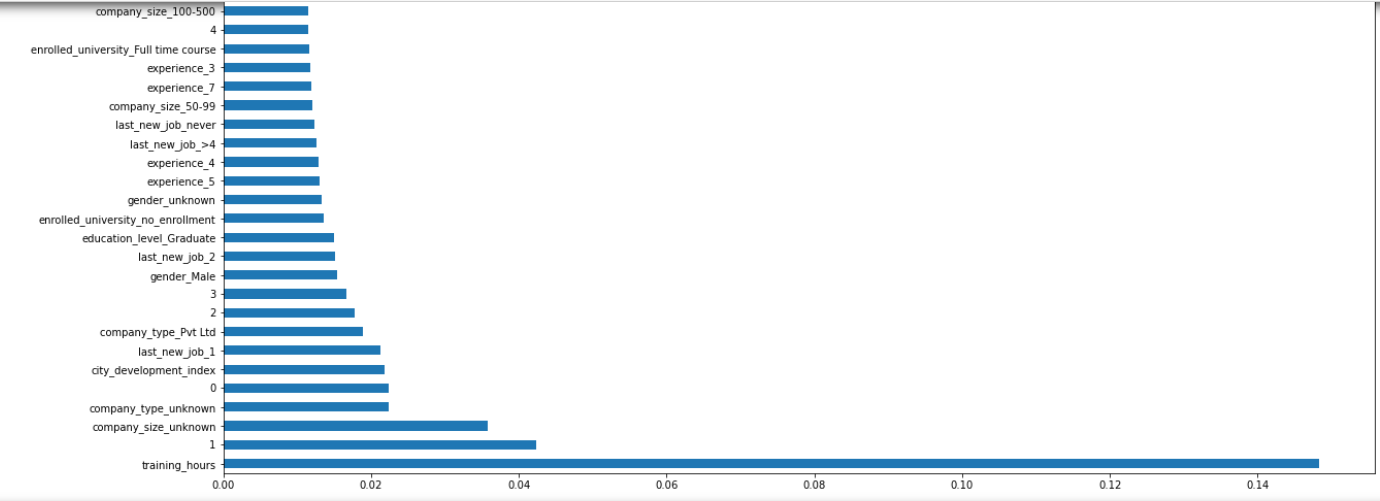 company_size_100-500
4
enrolled_university_Full time course
experience_3
experience_7
company_size_50-99
last_new_job_never
last_new_job_>4
experience_4
experience_5
gender_unknown
enrolled_university_no_enrollment
education_level_Graduate
last_new_job_2
gender_Male
3
2
company_type_Pvt Ltd
last_new_job_1
city_development_index
0
company_type_unknown
company_size_unknown
1
training_hours
0.00 0.02 0.04 0.06 0.08 0.10 0.12 0.14